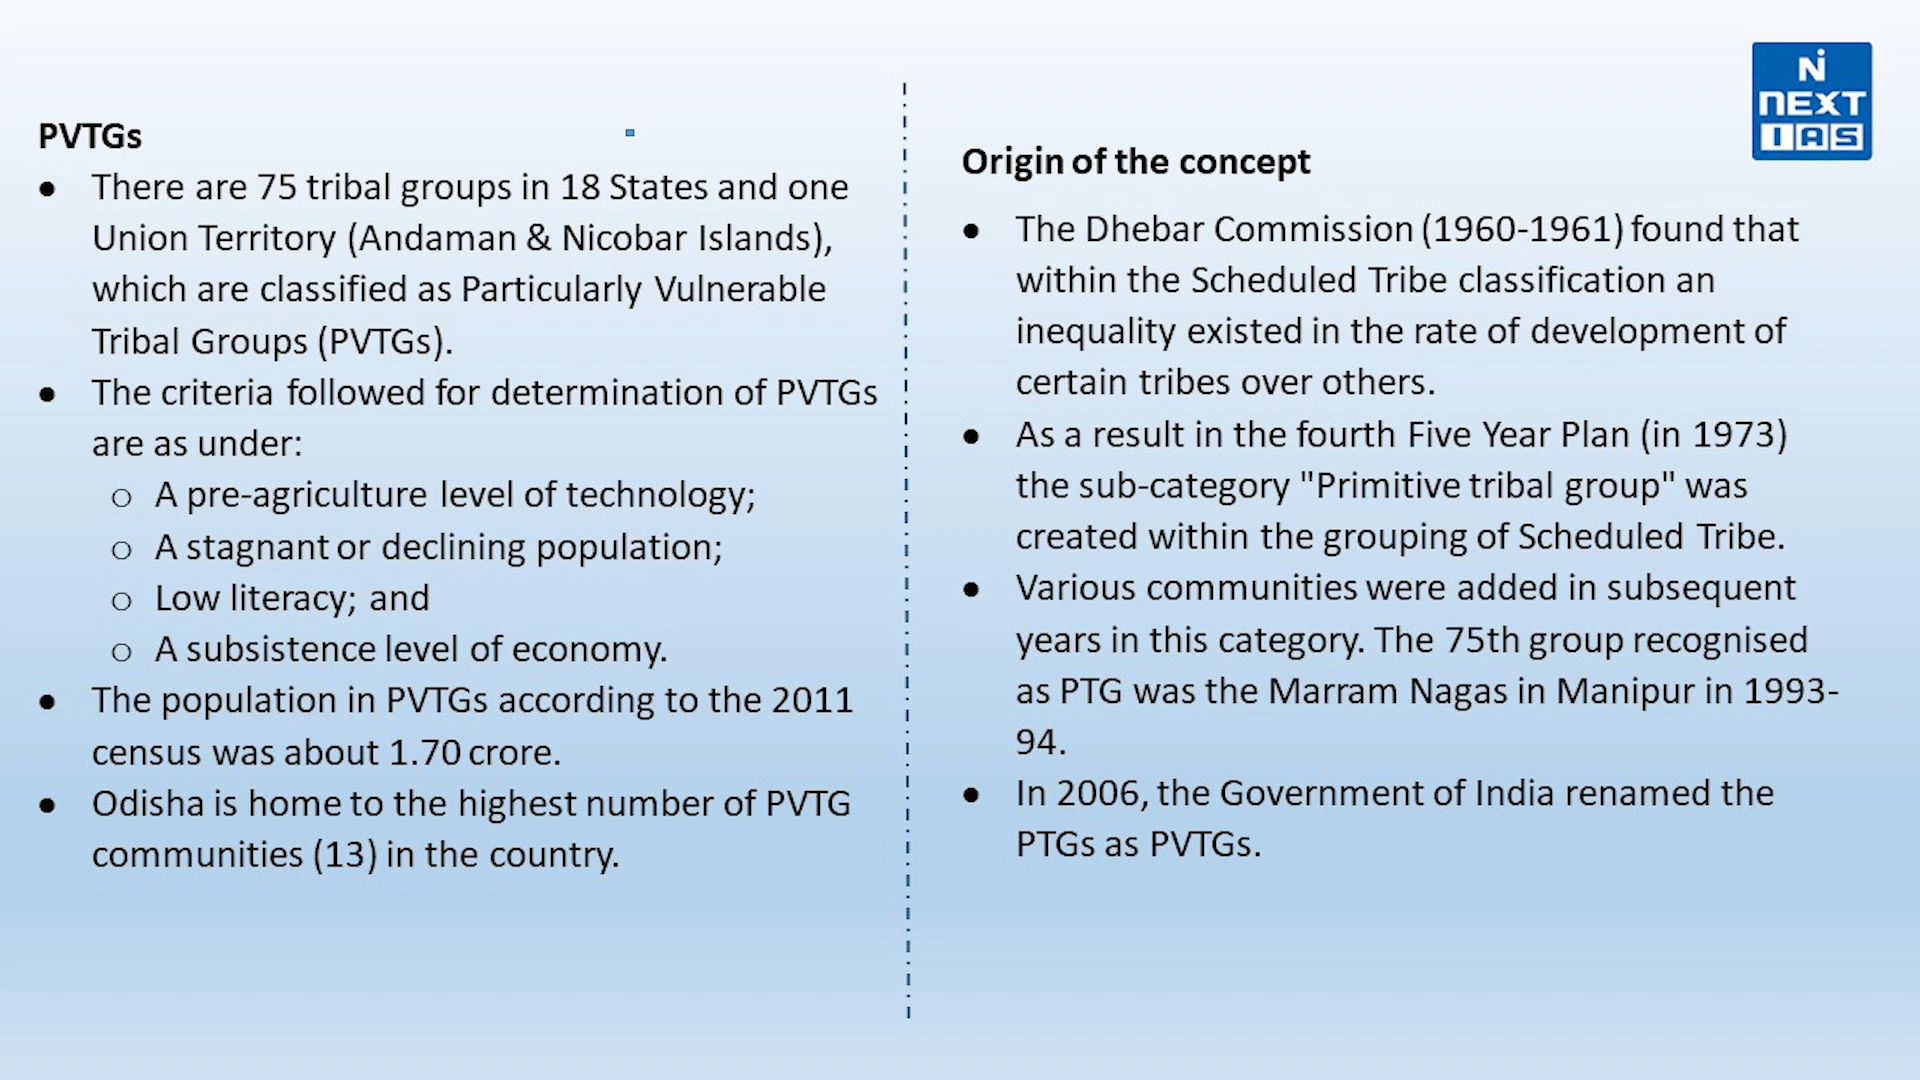 PVTGs
● There are 75 tribal groups in 18 States and one
Union Territory (Andaman & Nicobar Islands),
which are classified as Particularly Vulnerable
Tribal Groups (PVTGs).
● The criteria followed for determination of PVTGs
are as under:
○ A pre-agriculture level of technology;
○ A stagnant or declining population;
○ Low literacy; and
○ A subsistence level of economy.
● The population in PVTGs according to the 2011
census was about 1.70 crore.
● Odisha is home to the highest number of PVTG
communities (13) in the country.
Origin of the concept
● The Dhebar Commission (1960-1961) found that
within the Scheduled Tribe classification an
inequality existed in the rate of development of
certain tribes over others.
● As a result in the fourth Five Year Plan (in 1973)
the sub-category "Primitive tribal group" was
created within the grouping of Scheduled Tribe.
● Various communities were added in subsequent
years in this category. The 75th group recognised
as PTG was the Marram Nagas in Manipur in 1993-
94.
● In 2006, the Government of India renamed the
PTGs as PVTGs.
N
NEXT
IAS